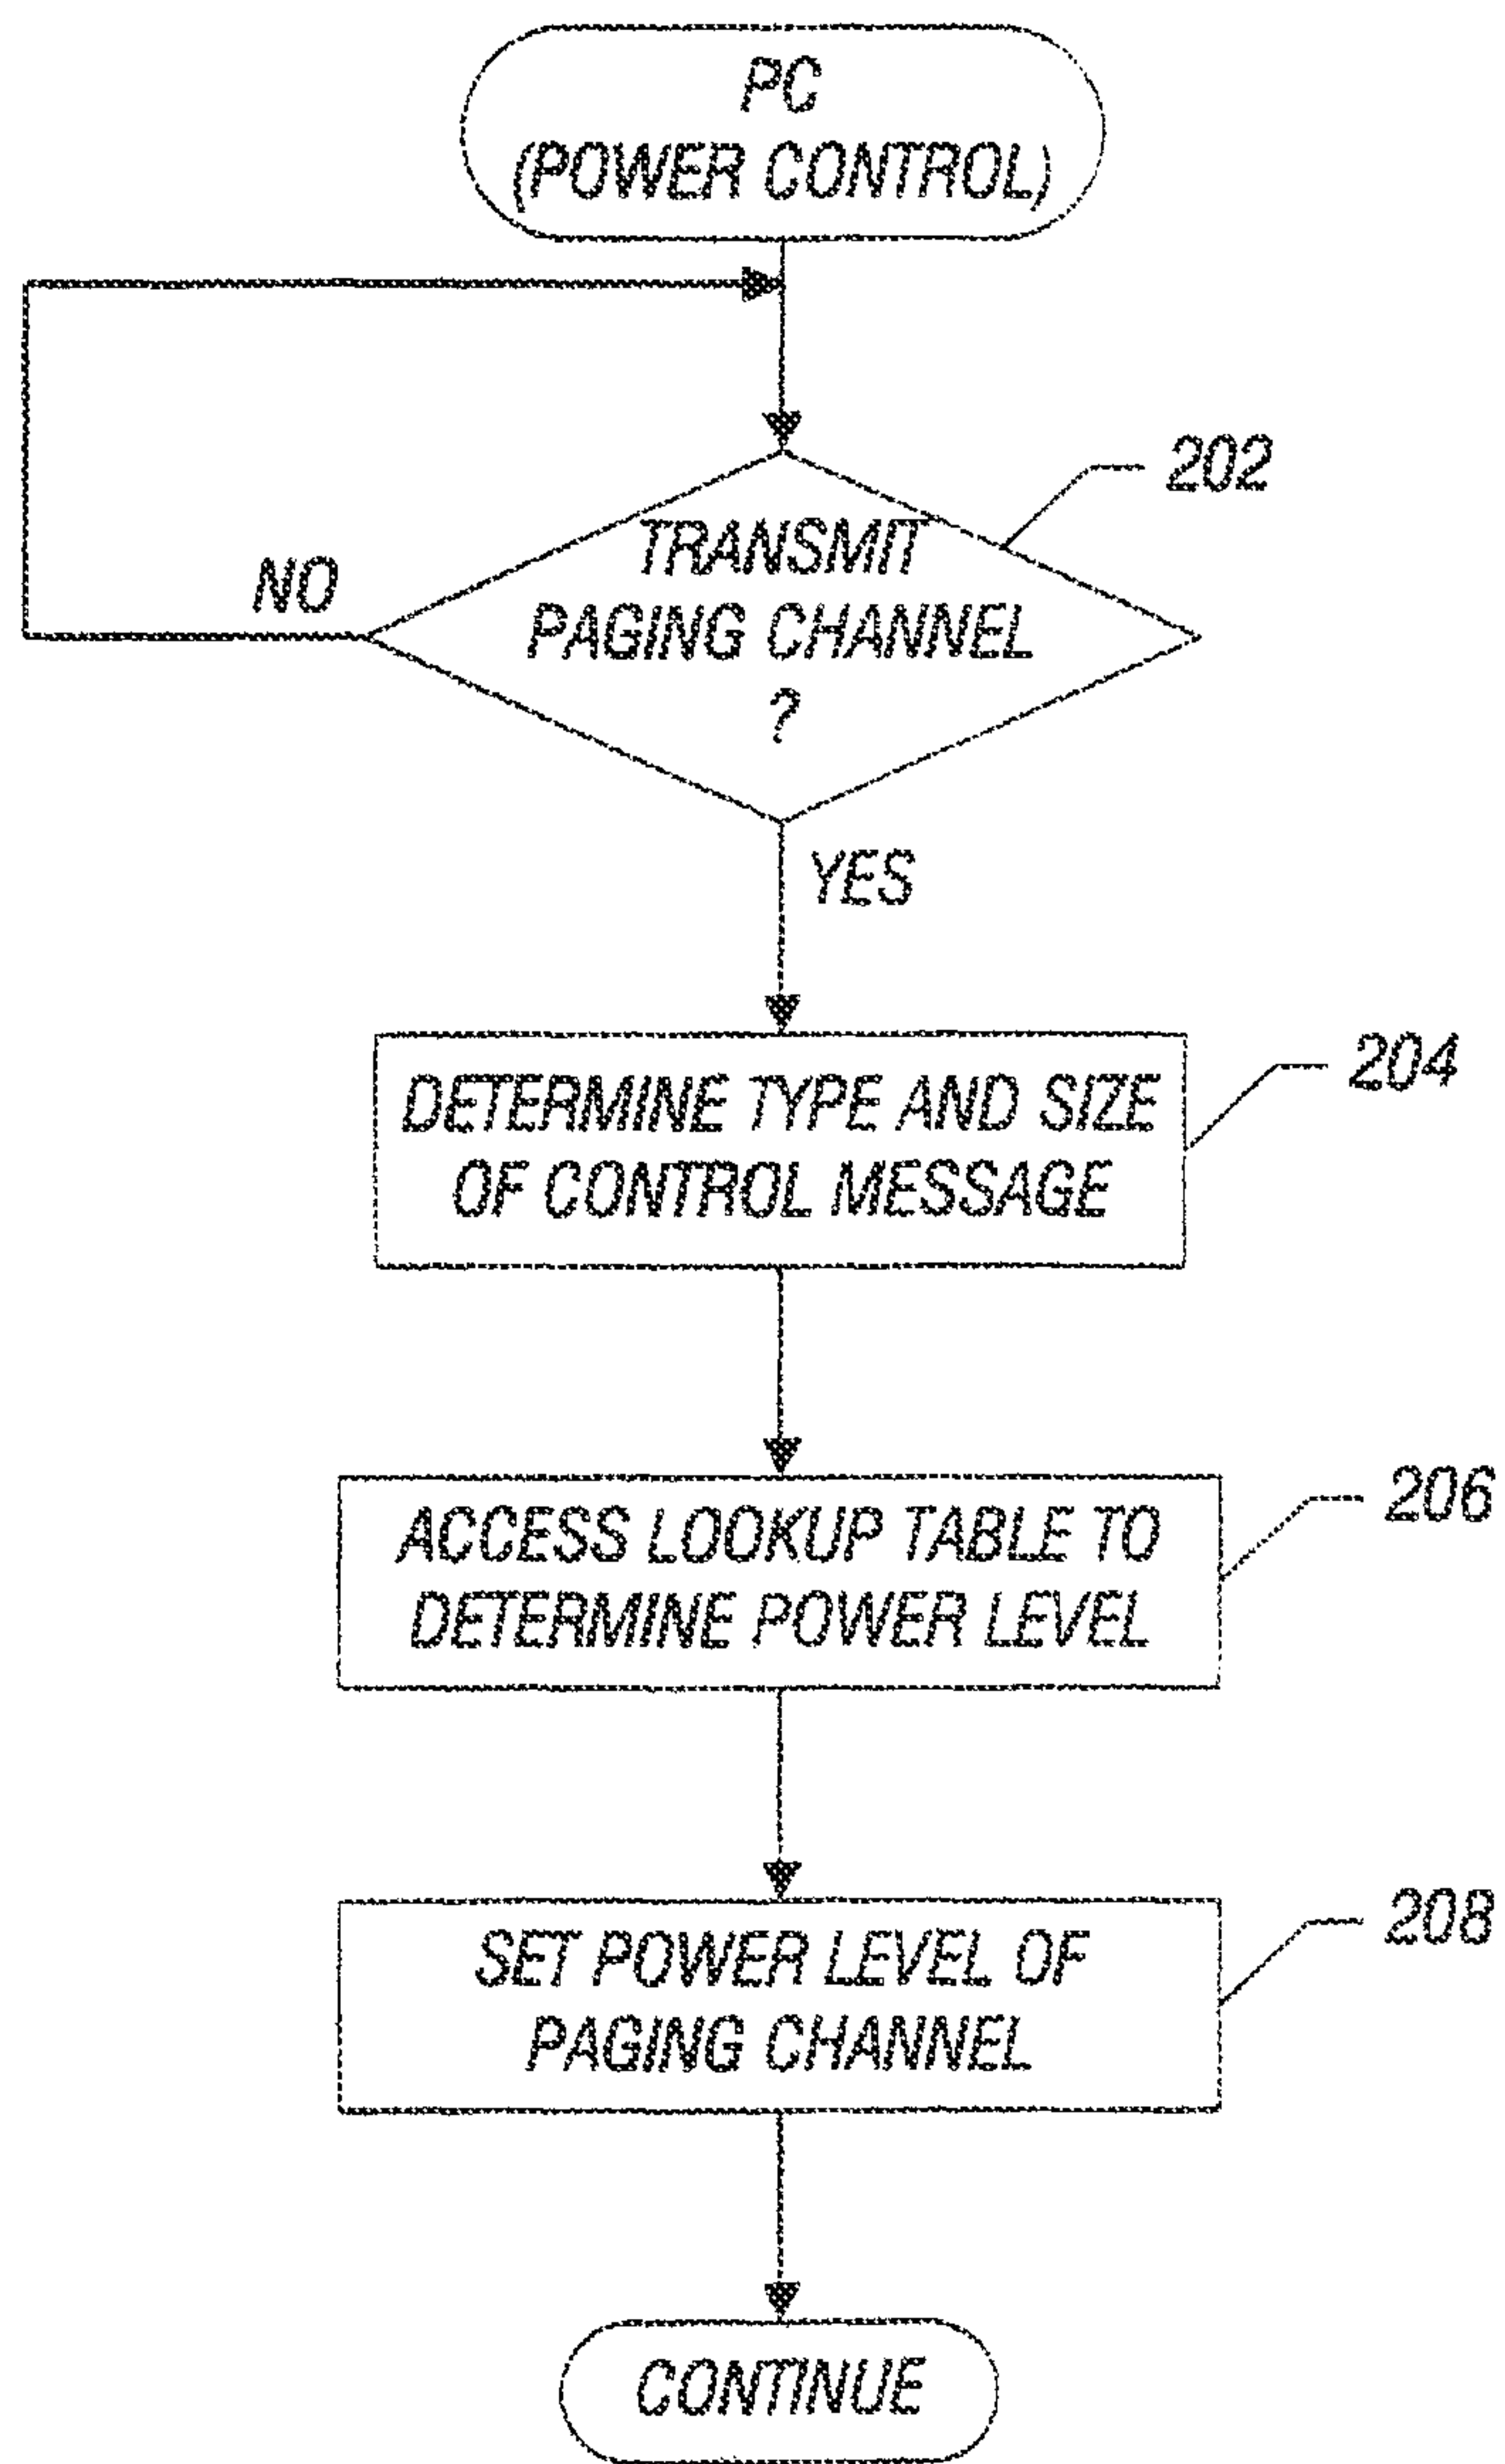 PC
(POWER CONTROL)
202
TRANSMIT
PAGING CHANNEL
?
NO
YES
204
DETERMINE TYPE AND SIZE
OF CONTROL MESSAGE
206
ACCESS LOOKUP TABLE TO
DETERMINE POWER LEVEL
208
SET POWER LEVEL OF
PAGING CHANNEL
CONTINUE